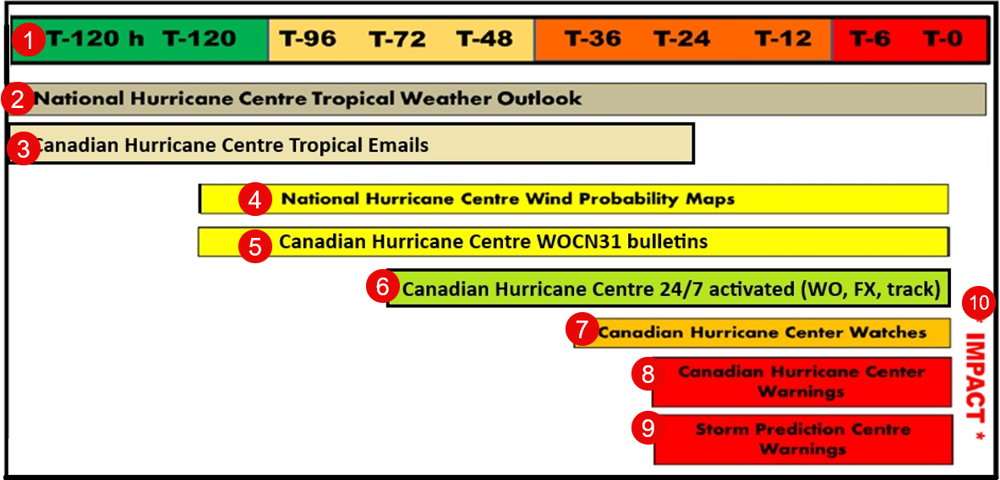 1 T-120 h T-120 T-96 T-72 T-48 T-36 T-24 T-12 T-6 T-0
2 National Hurricane Centre Tropical Weather Outlook
3 Canadian Hurricane Centre Tropical Emails
4 National Hurricane Centre Wind Probability Maps
5 Canadian Hurricane Centre WOCN31 bulletins
6 Canadian Hurricane Centre 24/7 activated (WO, FX, track)
10
* IMPACT *
7 Canadian Hurricane Center Watches
8 Canadian Hurricane Center
Warnings
9 Storm Prediction Centre
Warnings